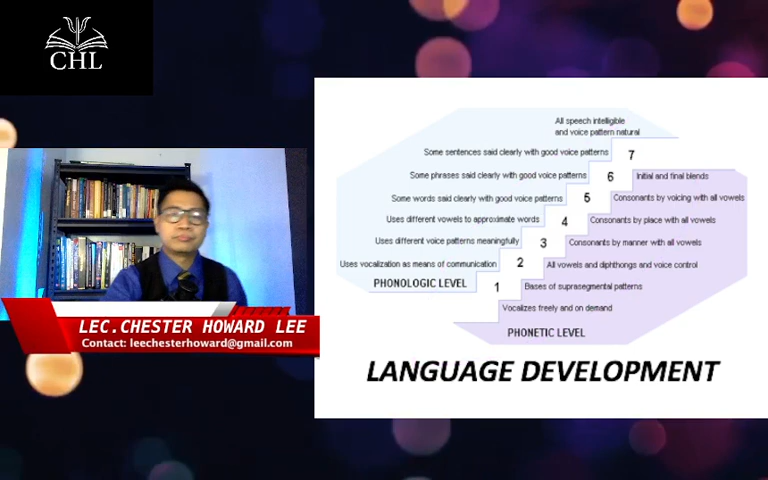 CHL
LEC.CHESTER HOWARD LEE
Contact: leechesterhoward@gmail.com
All speech intelligible
and voice pattern natural
7
Some sentences said clearly with good voice patterns
6
Initial and final blends
Some phrases said clearly with good voice patterns
5
Consonants by voicing with all vowels
Some words said clearly with good voice patterns
4
Consonants by place with all vowels
Uses different vowels to approximate words
3
Consonants by manner with all vowels
Uses different voice patterns meaningfully
2
All vowels and diphthongs and voice control
Uses vocalization as means of communication
1
Bases of suprasegmental patterns
PHONOLOGIC LEVEL
Vocalizes freely and on demand
PHONETIC LEVEL
LANGUAGE DEVELOPMENT